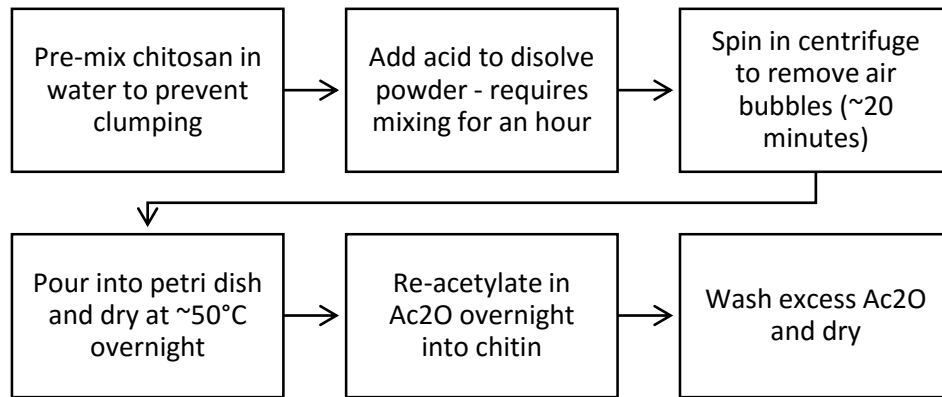 Pre-mix chitosan in
water to prevent
clumping
Add acid to disolve
powder - requires
mixing for an hour
Spin in centrifuge
to remove air
bubbles (~20
minutes)
Pour into petri dish
and dry at ~50°C
overnight
Re-acetylate in
Ac2O overnight
into chitin
Wash excess Ac2O
and dry